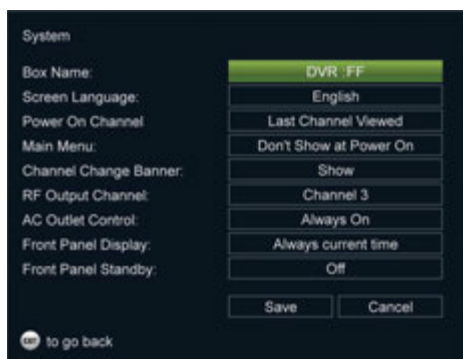 System
Box Name: DVR :FF
Screen Language: English
Power On Channel Last Channel Viewed
Main Menu: Don't Show at Power On
Channel Change Banner: Show
RF Output Channel: Channel 3
AC Outlet Control: Always On
Front Panel Display: Always current time
Front Panel Standby: Off
Save Cancel
EXIT to go back